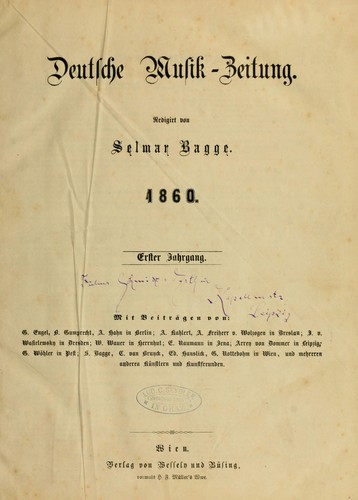 Deutsche Musik-Zeitung.
Redigirt von
Selmar Bagge.
1860.
Erster Jahrgang.
Leipzig
Mit Beiträgen von:
G. Engel, O. Gumprecht, A. Hahn in Berlin; A. Kahlert, A. Freiherr v. Wolzogen in Breslau; J. v.
Wasielewsky in Dresden; W. Wauer in Herrnhut; E. Naumann in Jena; Arrey von Dommer in Leipzig;
G. Wöhler in Pest; S. Bagge, C. van Bruyck, Ed. Hanslick, G. Nottebohm in Wien, und mehreren
anderen Künstlern und Kunstfreunden.
Wien.
Verlag von Wessely und Büsing,
vormals H. F. Müller's Wwe.